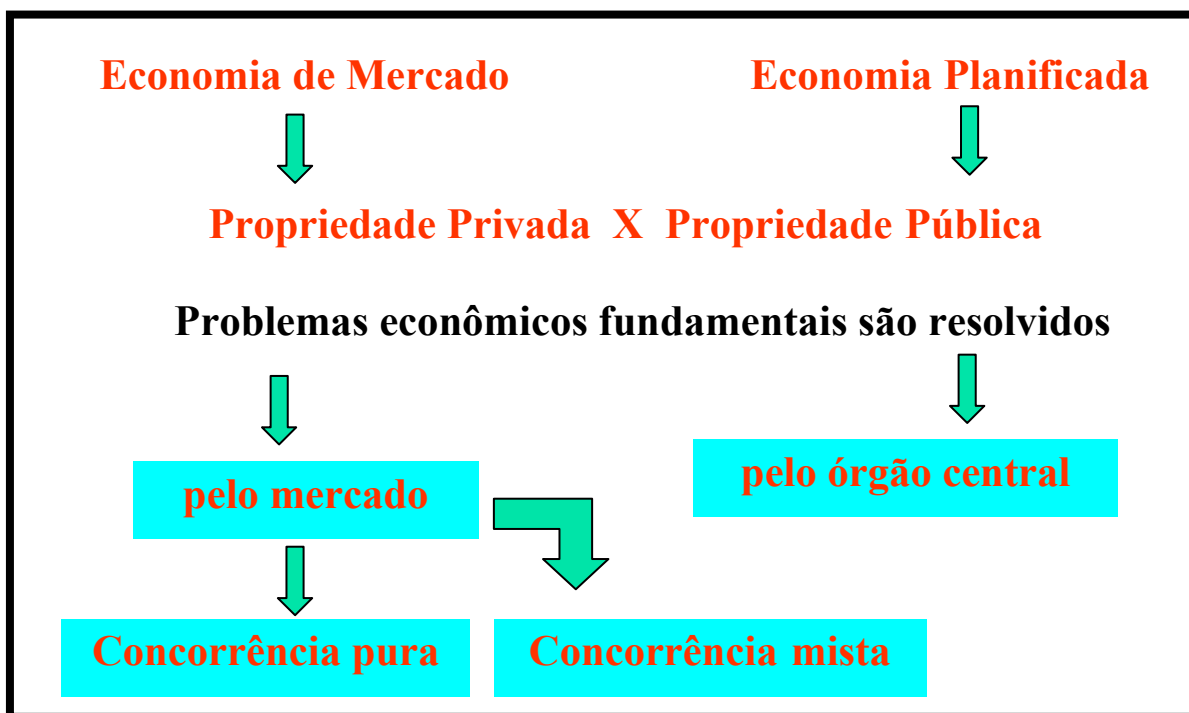 Economia de Mercado
Economia Planificada
Propriedade Privada X Propriedade Pública
Problemas econômicos fundamentais são resolvidos
pelo mercado
pelo órgão central
Concorrência pura
Concorrência mista